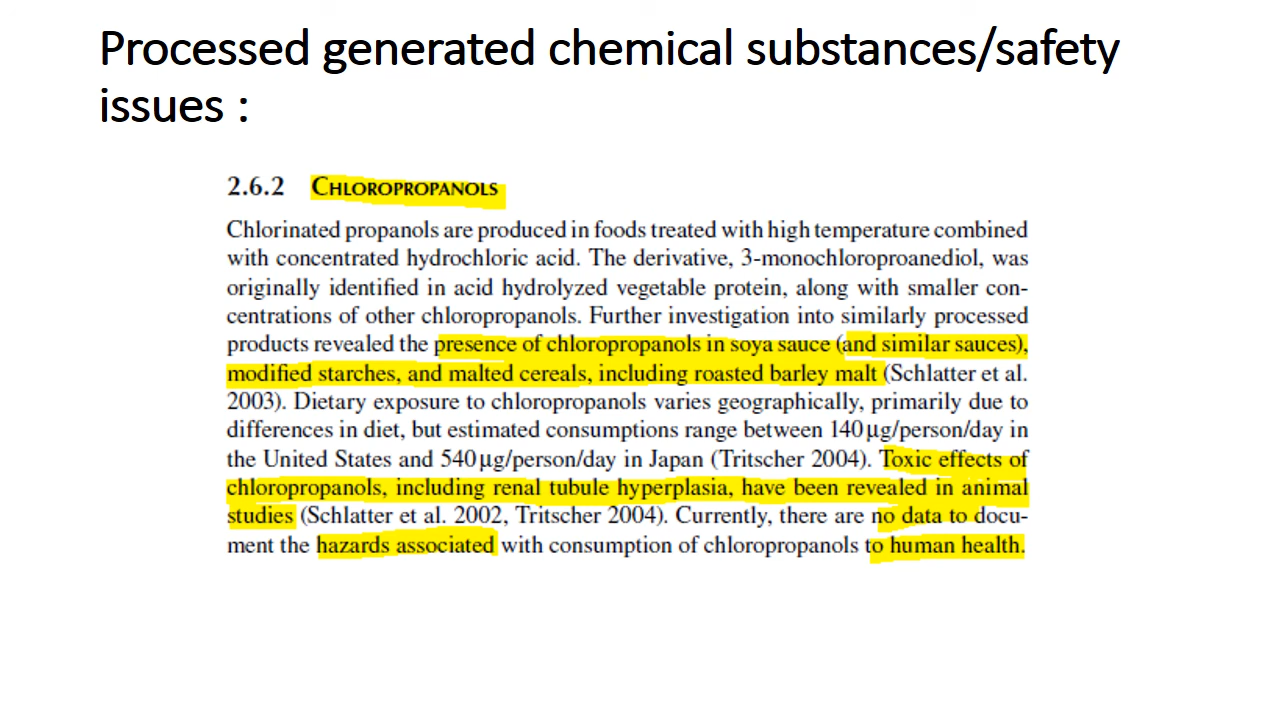 Processed generated chemical substances/safety
issues :
2.6.2 CHLOROPROPANOLS
Chlorinated propanols are produced in foods treated with high temperature combined
with concentrated hydrochloric acid. The derivative, 3-monochloroproanediol, was
originally identified in acid hydrolyzed vegetable protein, along with smaller con-
centrations of other chloropropanols. Further investigation into similarly processed
products revealed the presence of chloropropanols in soya sauce (and similar sauces),
modified starches, and malted cereals, including roasted barley malt (Schlatter et al.
2003). Dietary exposure to chloropropanols varies geographically, primarily due to
differences in diet, but estimated consumptions range between 140 µg/person/day in
the United States and 540 µg/person/day in Japan (Tritscher 2004). Toxic effects of
chloropropanols, including renal tubule hyperplasia, have been revealed in animal
studies (Schlatter et al. 2002, Tritscher 2004). Currently, there are no data to docu-
ment the hazards associated with consumption of chloropropanols to human health.